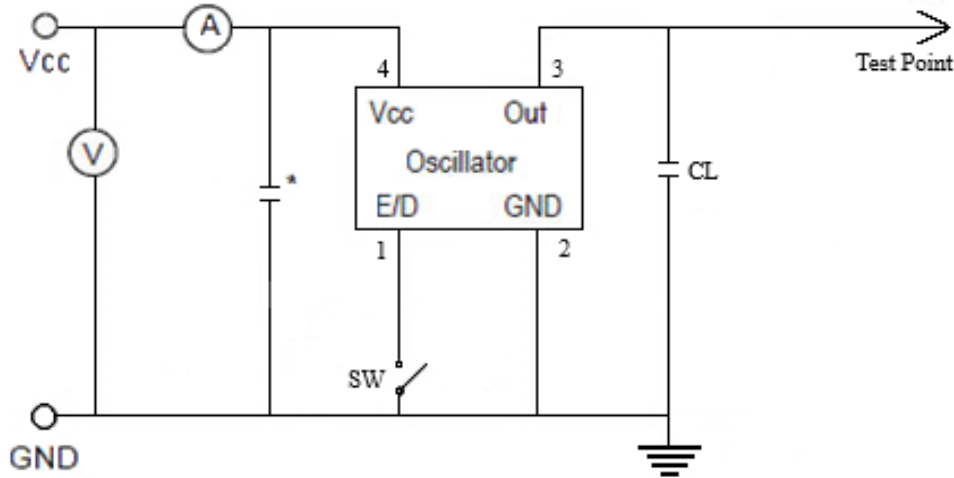 A
Vcc
Test Point
4
3
Vcc Out
V
Oscillator
*
CL
E/D GND
1
2
SW
GND